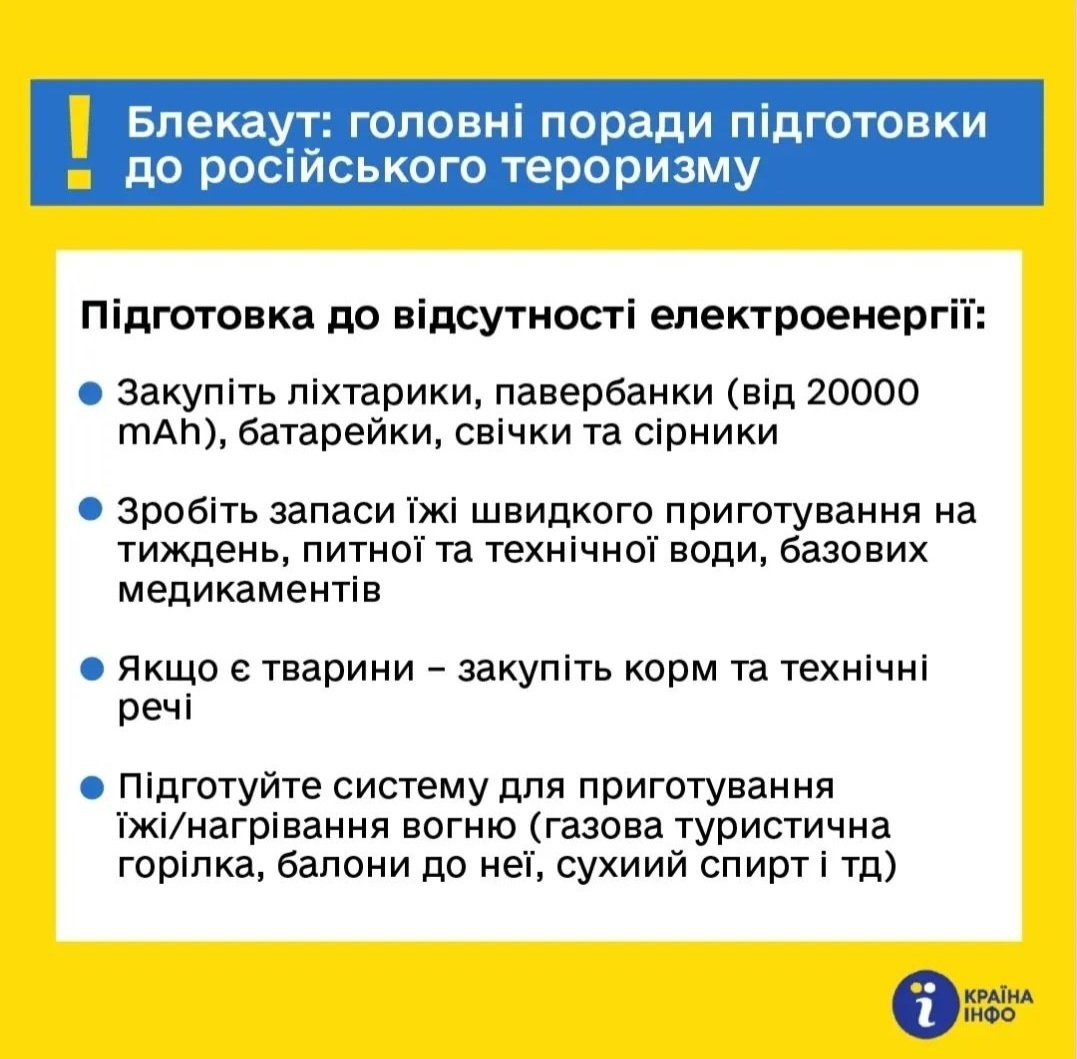 !
Блекаут: головні поради підготовки
до російського тероризму
Підготовка до відсутності електроенергії:
● Закупіть ліхтарики, павербанки (від 20000
mAh), батарейки, свічки та сірники
● Зробіть запаси їжі швидкого приготування на
тиждень, питної та технічної води, базових
медикаментів
● Якщо є тварини – закупіть корм та технічні
речі
● Підготуйте систему для приготування
їжі/нагрівання вогню (газова туристична
горілка, балони до неї, сухиий спирт і тд)
ї
КРАЇНА
ІНФО